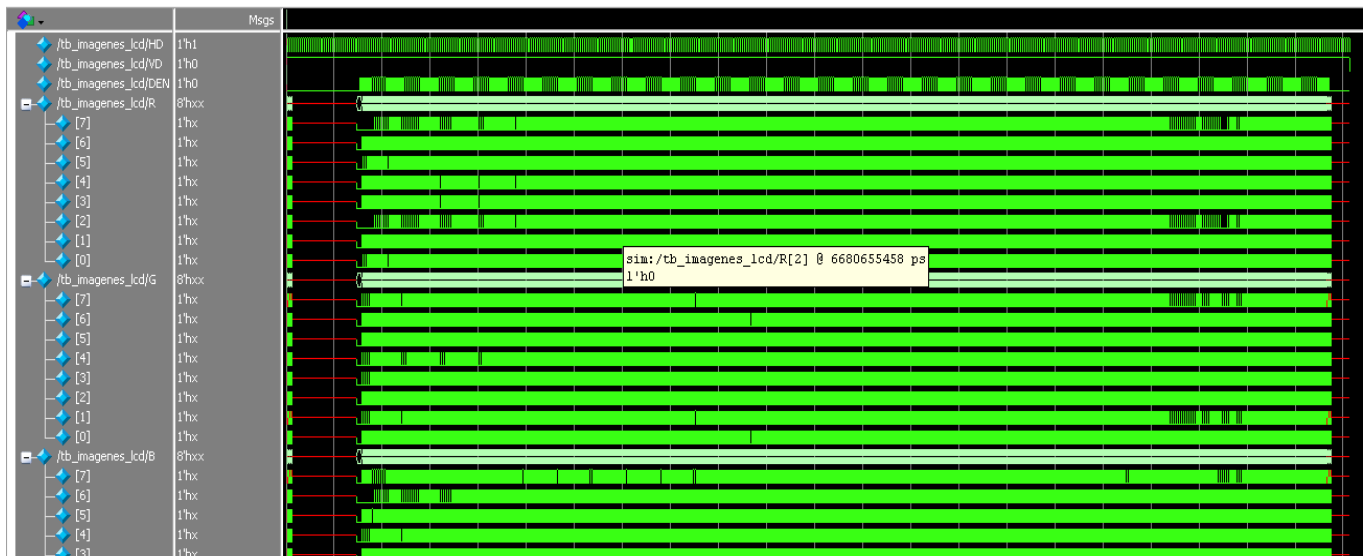 Msgs
/tb_imagenes_lcd/HD 1'h1
/tb_imagenes_lcd/VD 1'h0
/tb_imagenes_lcd/DEN 1'h0
/tb_imagenes_lcd/R 8'hxx
[7] 1'hx
[6] 1'hx
[5] 1'hx
[4] 1'hx
[3] 1'hx
[2] 1'hx
[1] 1'hx
[0] 1'hx
sim:/tb_imagenes_lcd/R[2] @ 6680655458 ps
1'h0
/tb_imagenes_lcd/G 8'hxx
[7] 1'hx
[6] 1'hx
[5] 1'hx
[4] 1'hx
[3] 1'hx
[2] 1'hx
[1] 1'hx
[0] 1'hx
/tb_imagenes_lcd/B 8'hxx
[7] 1'hx
[6] 1'hx
[5] 1'hx
[4] 1'hx
[3] 1'hx